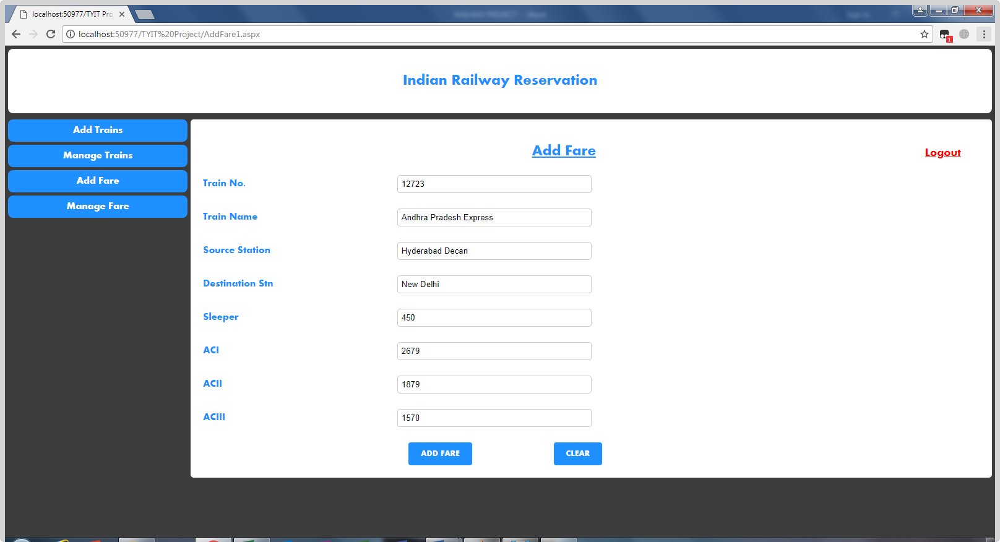 localhost:50977/TYIT Pro
localhost:50977/TYIT%20Project/AddFare1.aspx
1
Indian Railway Reservation
Add Trains
Manage Trains
Add Fare
Manage Fare
Add Fare
Logout
Train No. 12723
Train Name Andhra Pradesh Express
Source Station Hyderabad Decan
Destination Stn New Delhi
Sleeper 450
ACI 2679
ACII 1879
ACIII 1570
ADD FARE CLEAR